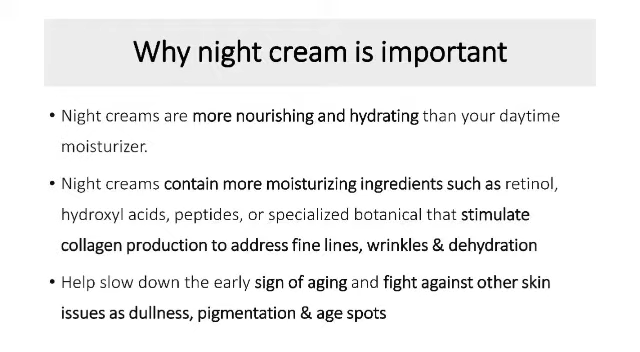 Why night cream is important
• Night creams are more nourishing and hydrating than your daytime
moisturizer.
• Night creams contain more moisturizing ingredients such as retinol,
hydroxyl acids, peptides, or specialized botanical that stimulate
collagen production to address fine lines, wrinkles & dehydration
• Help slow down the early sign of aging and fight against other skin
issues as dullness, pigmentation & age spots